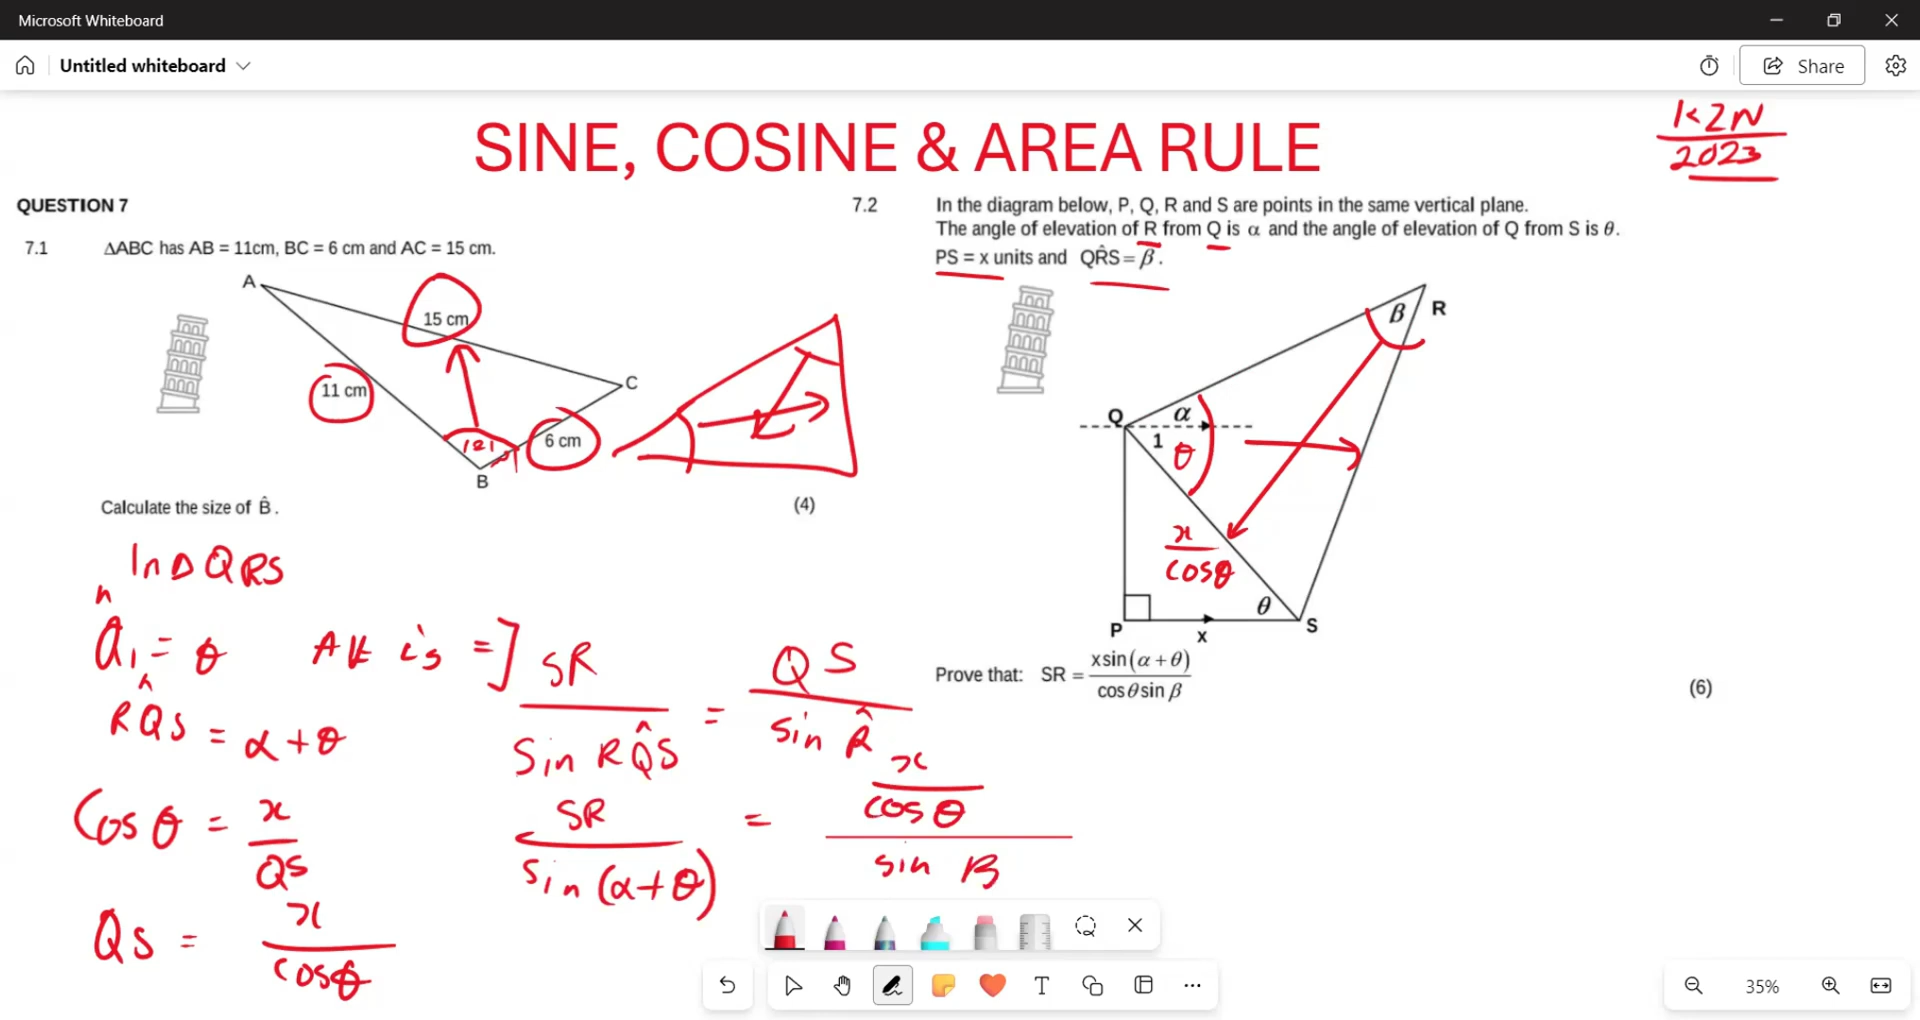 Microsoft Whiteboard
Untitled whiteboard
Share
SINE, COSINE & AREA RULE
KZN
2023
QUESTION 7
7.1 ΔABC has AB = 11cm, BC = 6 cm and AC = 15 cm.
A
15 cm
11 cm
C
121
6 cm
B
Calculate the size of B̂ .
(4)
7.2 In the diagram below, P, Q, R and S are points in the same vertical plane.
The angle of elevation of R from Q is α and the angle of elevation of Q from S is θ.
PS = x units and QR̂S = β.
β R
Q α
1
θ
x
cosθ
θ
P
x
S
Prove that: SR = xsin(α+θ)/cosθsinβ
(6)
In Δ QRS
Q̂1 = θ Alt is =]
RQ̂S = α+θ
Cos θ = x/QS
QS = x/cosθ
SR/Sin RQ̂S = QS/sin R̂
SR/Sin(α+θ) = x/cosθ/sin β
T
35%